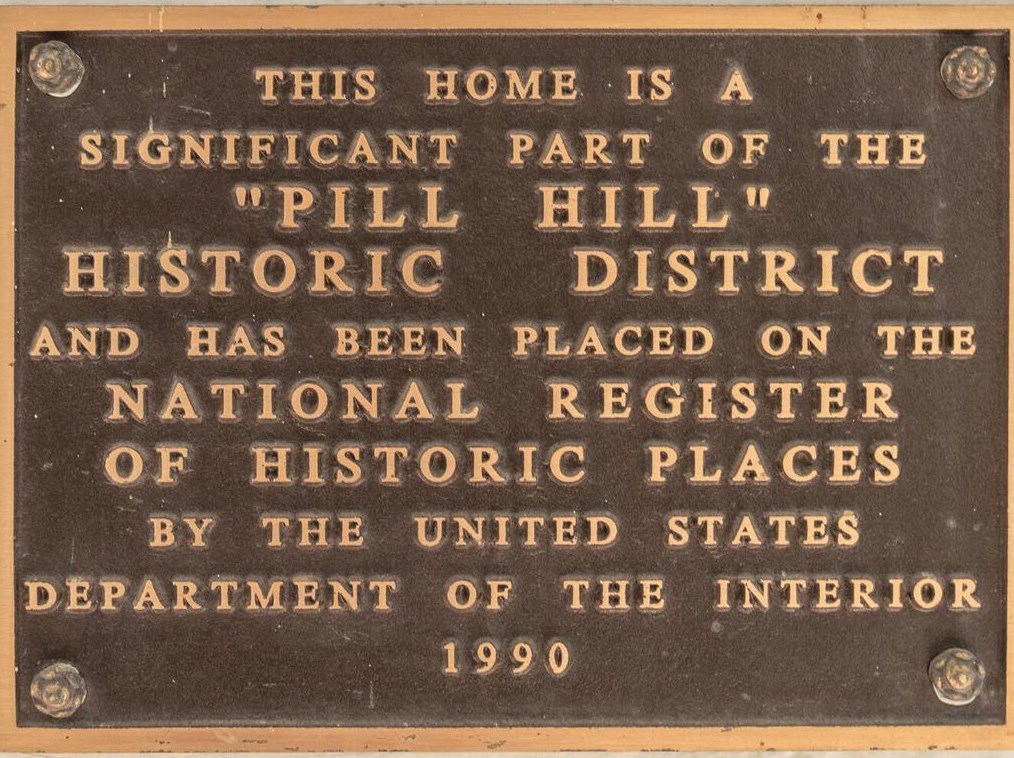 THIS HOME IS A
SIGNIFICANT PART OF THE
"PILL HILL"
HISTORIC DISTRICT
AND HAS BEEN PLACED ON THE
NATIONAL REGISTER
OF HISTORIC PLACES
BY THE UNITED STATES
DEPARTMENT OF THE INTERIOR
1990